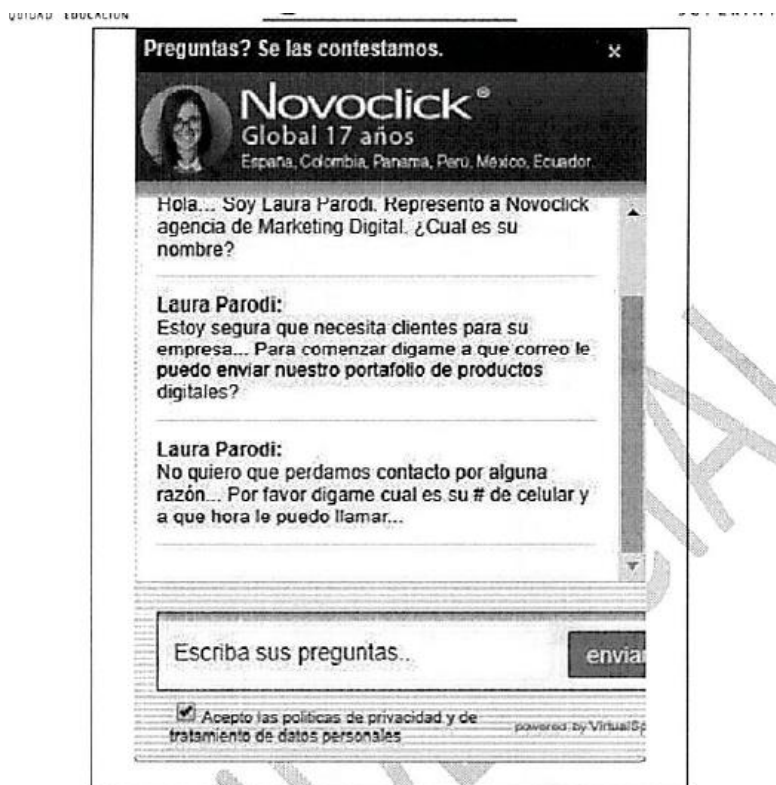 Preguntas? Se las contestamos. ×
Novoclick®
Global 17 años
España, Colombia, Panamá, Perú, México, Ecuador.
Hola... Soy Laura Parodi. Represento a Novoclick
agencia de Marketing Digital. ¿Cual es su
nombre?
Laura Parodi:
Estoy segura que necesita clientes para su
empresa... Para comenzar digame a que correo le
puedo enviar nuestro portafolio de productos
digitales?
Laura Parodi:
No quiero que perdamos contacto por alguna
razón... Por favor digame cual es su # de celular y
a que hora le puedo llamar...
Escriba sus preguntas..
enviar
Acepto las politicas de privacidad y de
tratamiento de datos personales
powered by VirtualSp